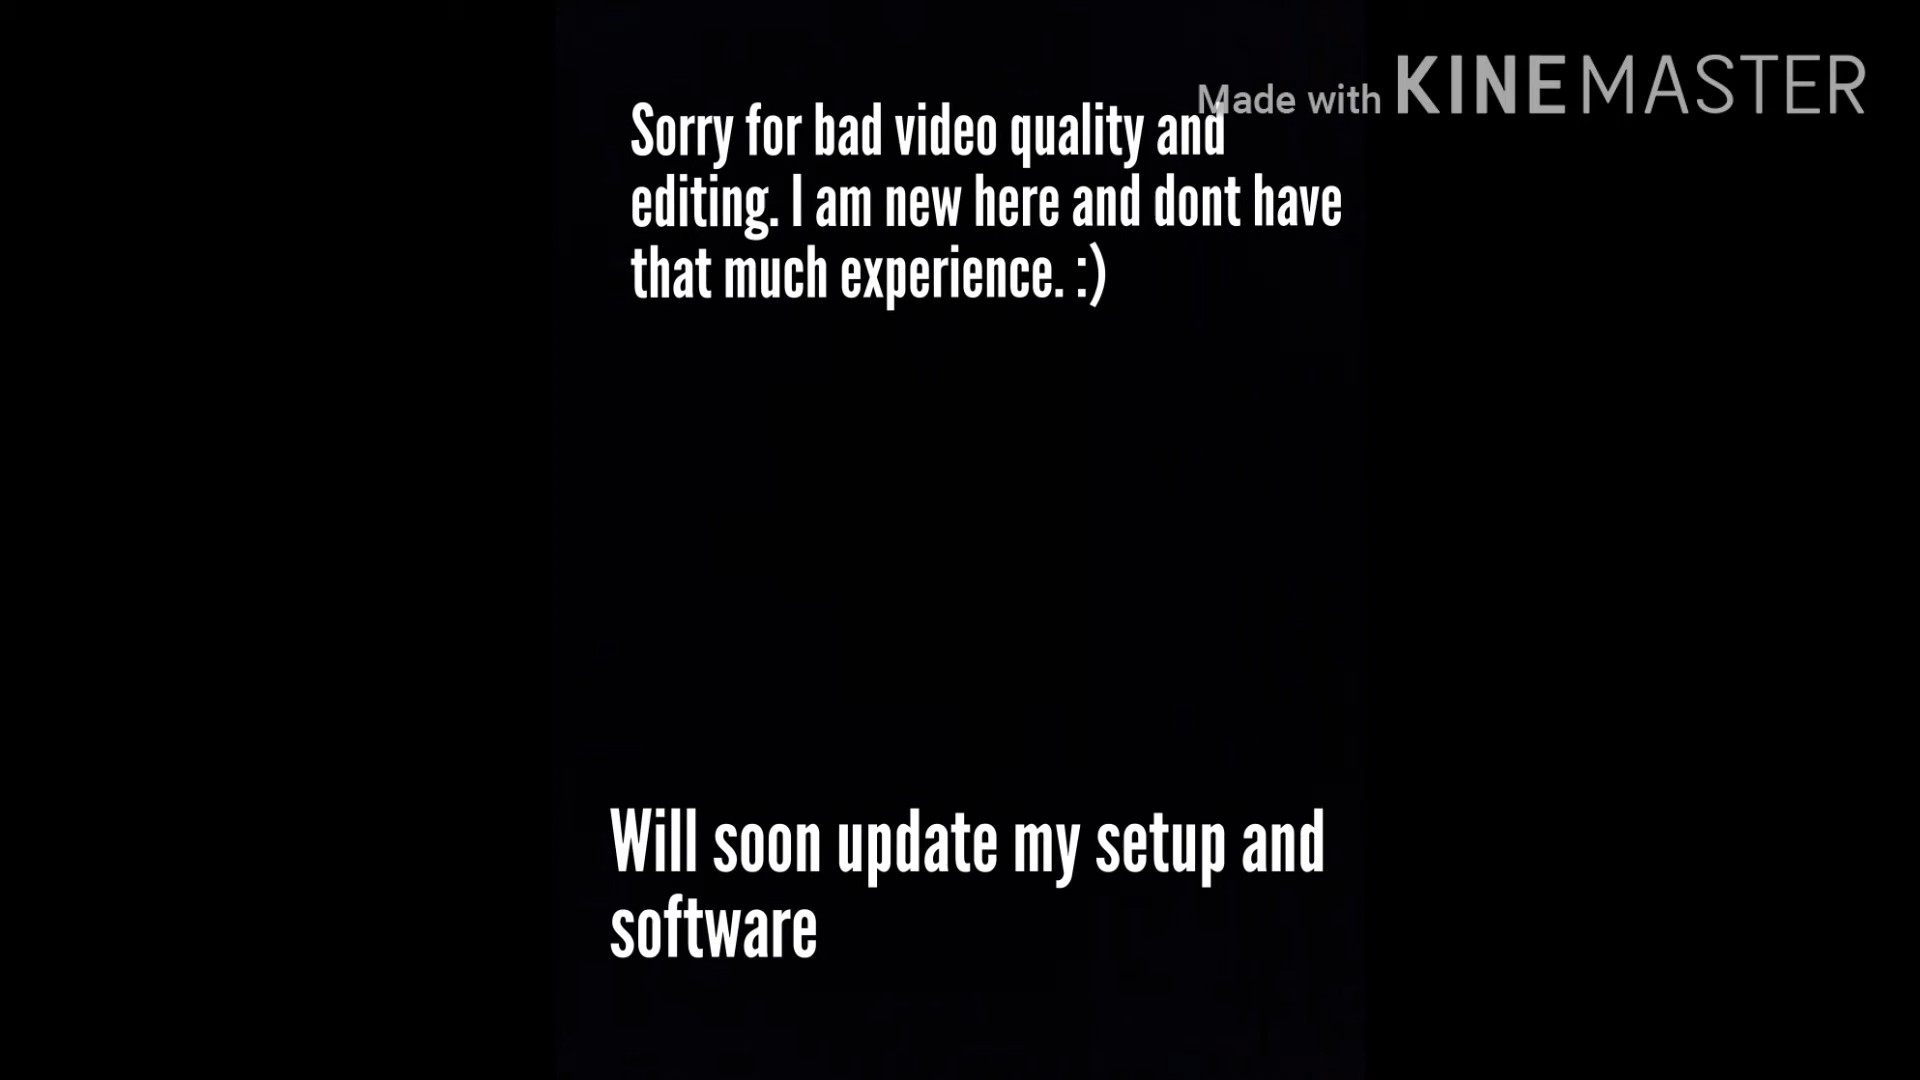 Made with KINEMASTER
Sorry for bad video quality and
editing. I am new here and dont have
that much experience. :)
Will soon update my setup and
software